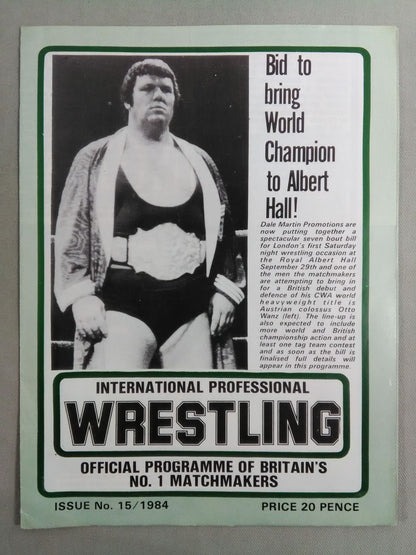 Bid to
bring
World
Champion
to Albert
Hall!
Dale Martin Promotions are
now putting together a
spectacular seven bout bill
for London's first Saturday
night wrestling occasion at
the Royal Albert Hall
September 29th and one of
the men the matchmakers
are attempting to bring in
for a British debut and
defence of his CWA world
heavyweight title is
Austrian colossus Otto
Wanz (left). The line-up is
also expected to include
more world and British
championship action and at
least one tag team contest
and as soon as the bill is
finalised full details will
appear in this programme
INTERNATIONAL PROFESSIONAL
WRESTLING
OFFICIAL PROGRAMME OF BRITAIN'S
NO. 1 MATCHMAKERS
ISSUE No. 15/1984
PRICE 20 PENCE